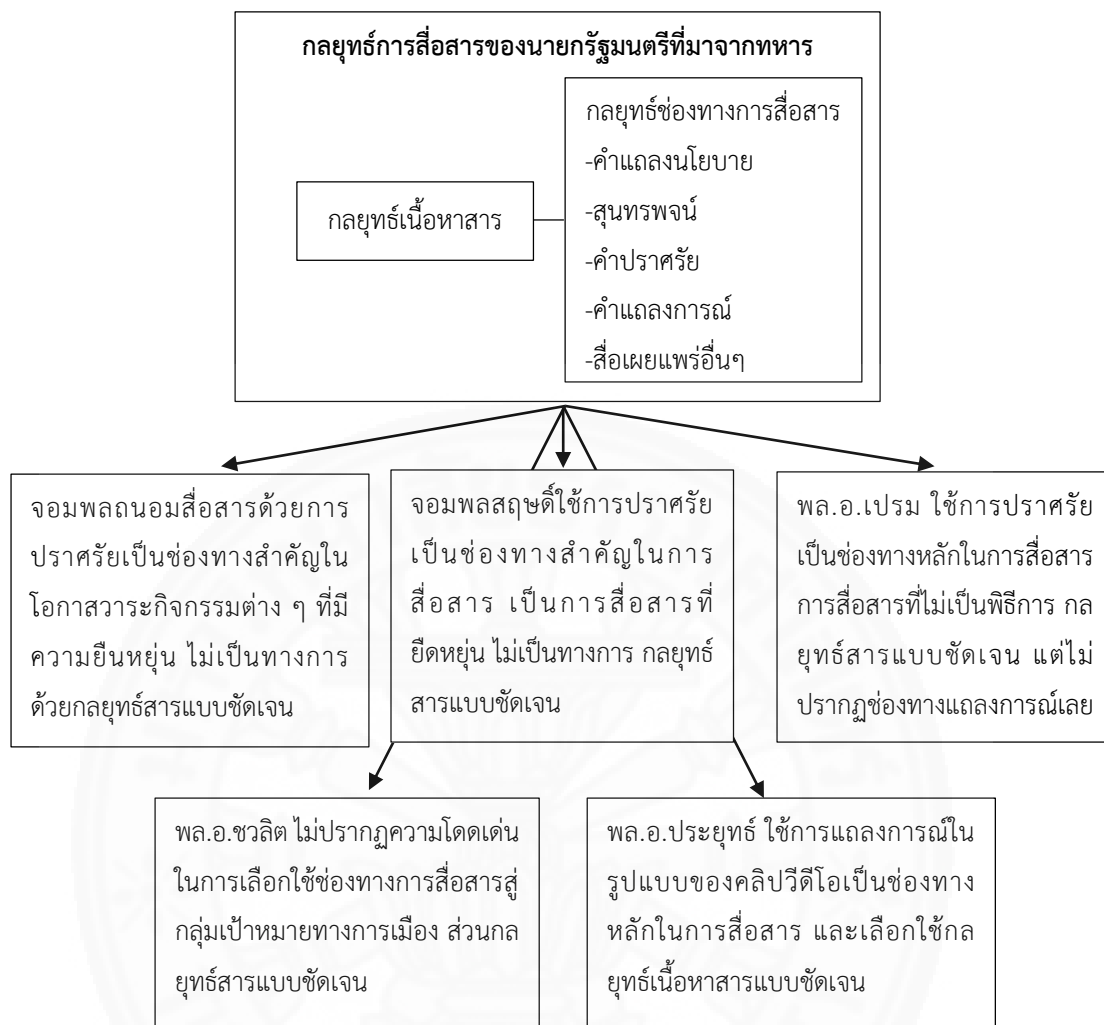 กลยุทธ์การสื่อสารของนายกรัฐมนตรีที่มาจากทหาร
กลยุทธ์เนื้อหาสาร
กลยุทธ์ช่องทางการสื่อสาร
-คำแถลงนโยบาย
-สุนทรพจน์
-คำปราศรัย
-คำแถลงการณ์
-สื่อเผยแพร่อื่นๆ
จอมพลถนอมสื่อสารด้วยการ
ปราศรัยเป็นช่องทางสำคัญใน
โอกาสวาระกิจกรรมต่าง ๆ ที่มี
ความยืนหยุ่น ไม่เป็นทางการ
ด้วยกลยุทธ์สารแบบชัดเจน
จอมพลสฤษดิ์ใช้การปราศรัย
เป็นช่องทางสำคัญในการ
สื่อสาร เป็นการสื่อสารที่
ยืดหยุ่น ไม่เป็นทางการ กลยุทธ์
สารแบบชัดเจน
พล.อ.เปรม ใช้การปราศรัย
เป็นช่องทางหลักในการสื่อสาร
การสื่อสารที่ไม่เป็นพิธีการ กล
ยุทธ์สารแบบชัดเจน แต่ไม่
ปรากฏช่องทางแถลงการณ์เลย
พล.อ.ชวลิต ไม่ปรากฏความโดดเด่น
ในการเลือกใช้ช่องทางการสื่อสารสู่
กลุ่มเป้าหมายทางการเมือง ส่วนกล
ยุทธ์สารแบบชัดเจน
พล.อ.ประยุทธ์ ใช้การแถลงการณ์ใน
รูปแบบของคลิปวีดีโอเป็นช่องทาง
หลักในการสื่อสาร และเลือกใช้กล
ยุทธ์เนื้อหาสารแบบชัดเจน